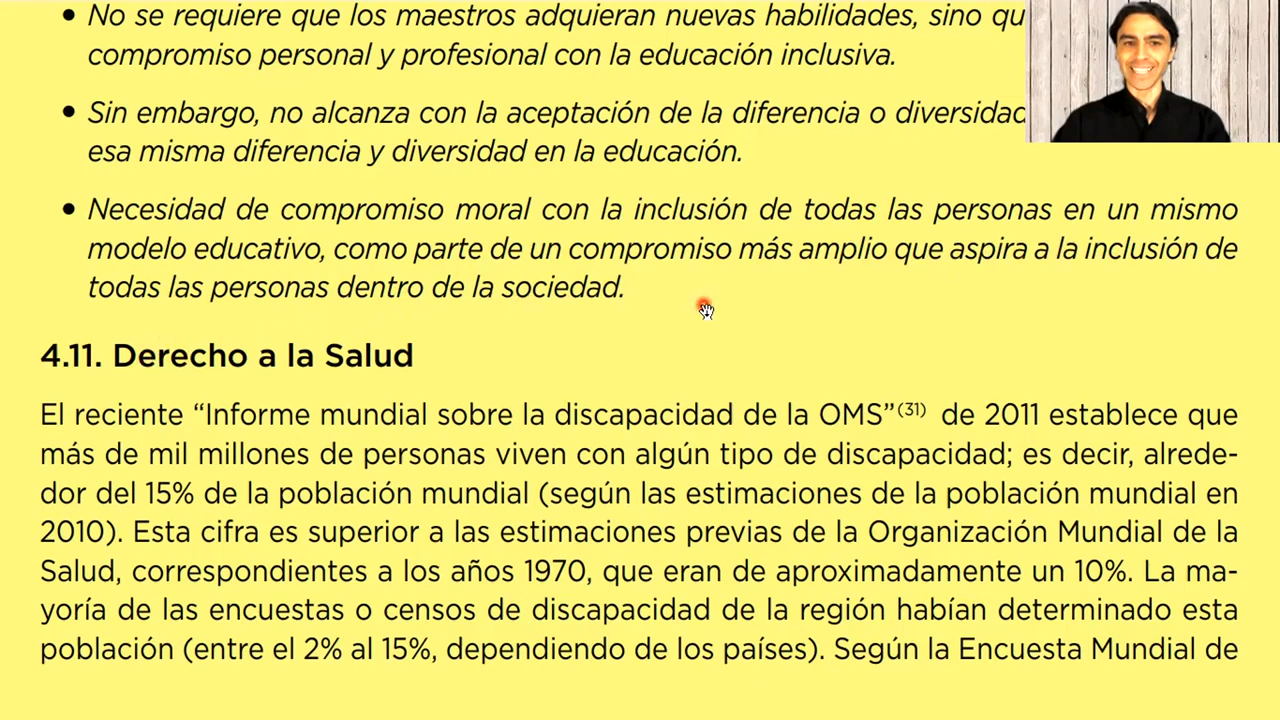 • No se requiere que los maestros adquieran nuevas habilidades, sino
compromiso personal y profesional con la educación inclusiva.
• Sin embargo, no alcanza con la aceptación de la diferencia o diversidad
esa misma diferencia y diversidad en la educación.
• Necesidad de compromiso moral con la inclusión de todas las personas en un mismo
modelo educativo, como parte de un compromiso más amplio que aspira a la inclusión de
todas las personas dentro de la sociedad.
4.11. Derecho a la Salud
El reciente “Informe mundial sobre la discapacidad de la OMS”(31) de 2011 establece que
más de mil millones de personas viven con algún tipo de discapacidad; es decir, alrede-
dor del 15% de la población mundial (según las estimaciones de la población mundial en
2010). Esta cifra es superior a las estimaciones previas de la Organización Mundial de la
Salud, correspondientes a los años 1970, que eran de aproximadamente un 10%. La ma-
yoría de las encuestas o censos de discapacidad de la región habían determinado esta
población (entre el 2% al 15%, dependiendo de los países). Según la Encuesta Mundial de